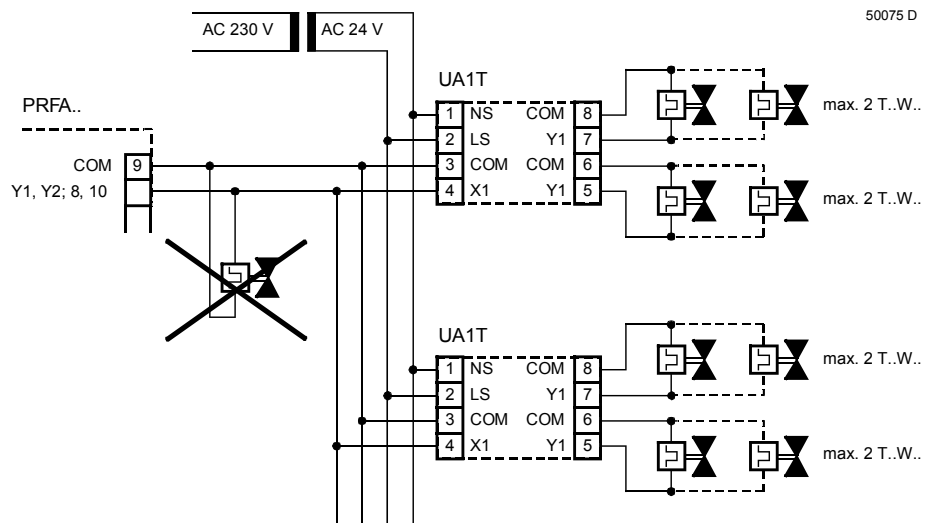 50075 D
AC 230 V AC 24 V
UA1T
PRFA..
1 NS COM 8
2 LS Y1 7
3 COM COM 6
4 X1 Y1 5
max. 2 T..W..
max. 2 T..W..
COM 9
Y1, Y2; 8, 10
UA1T
1 NS COM 8
2 LS Y1 7
3 COM COM 6
4 X1 Y1 5
max. 2 T..W..
max. 2 T..W..